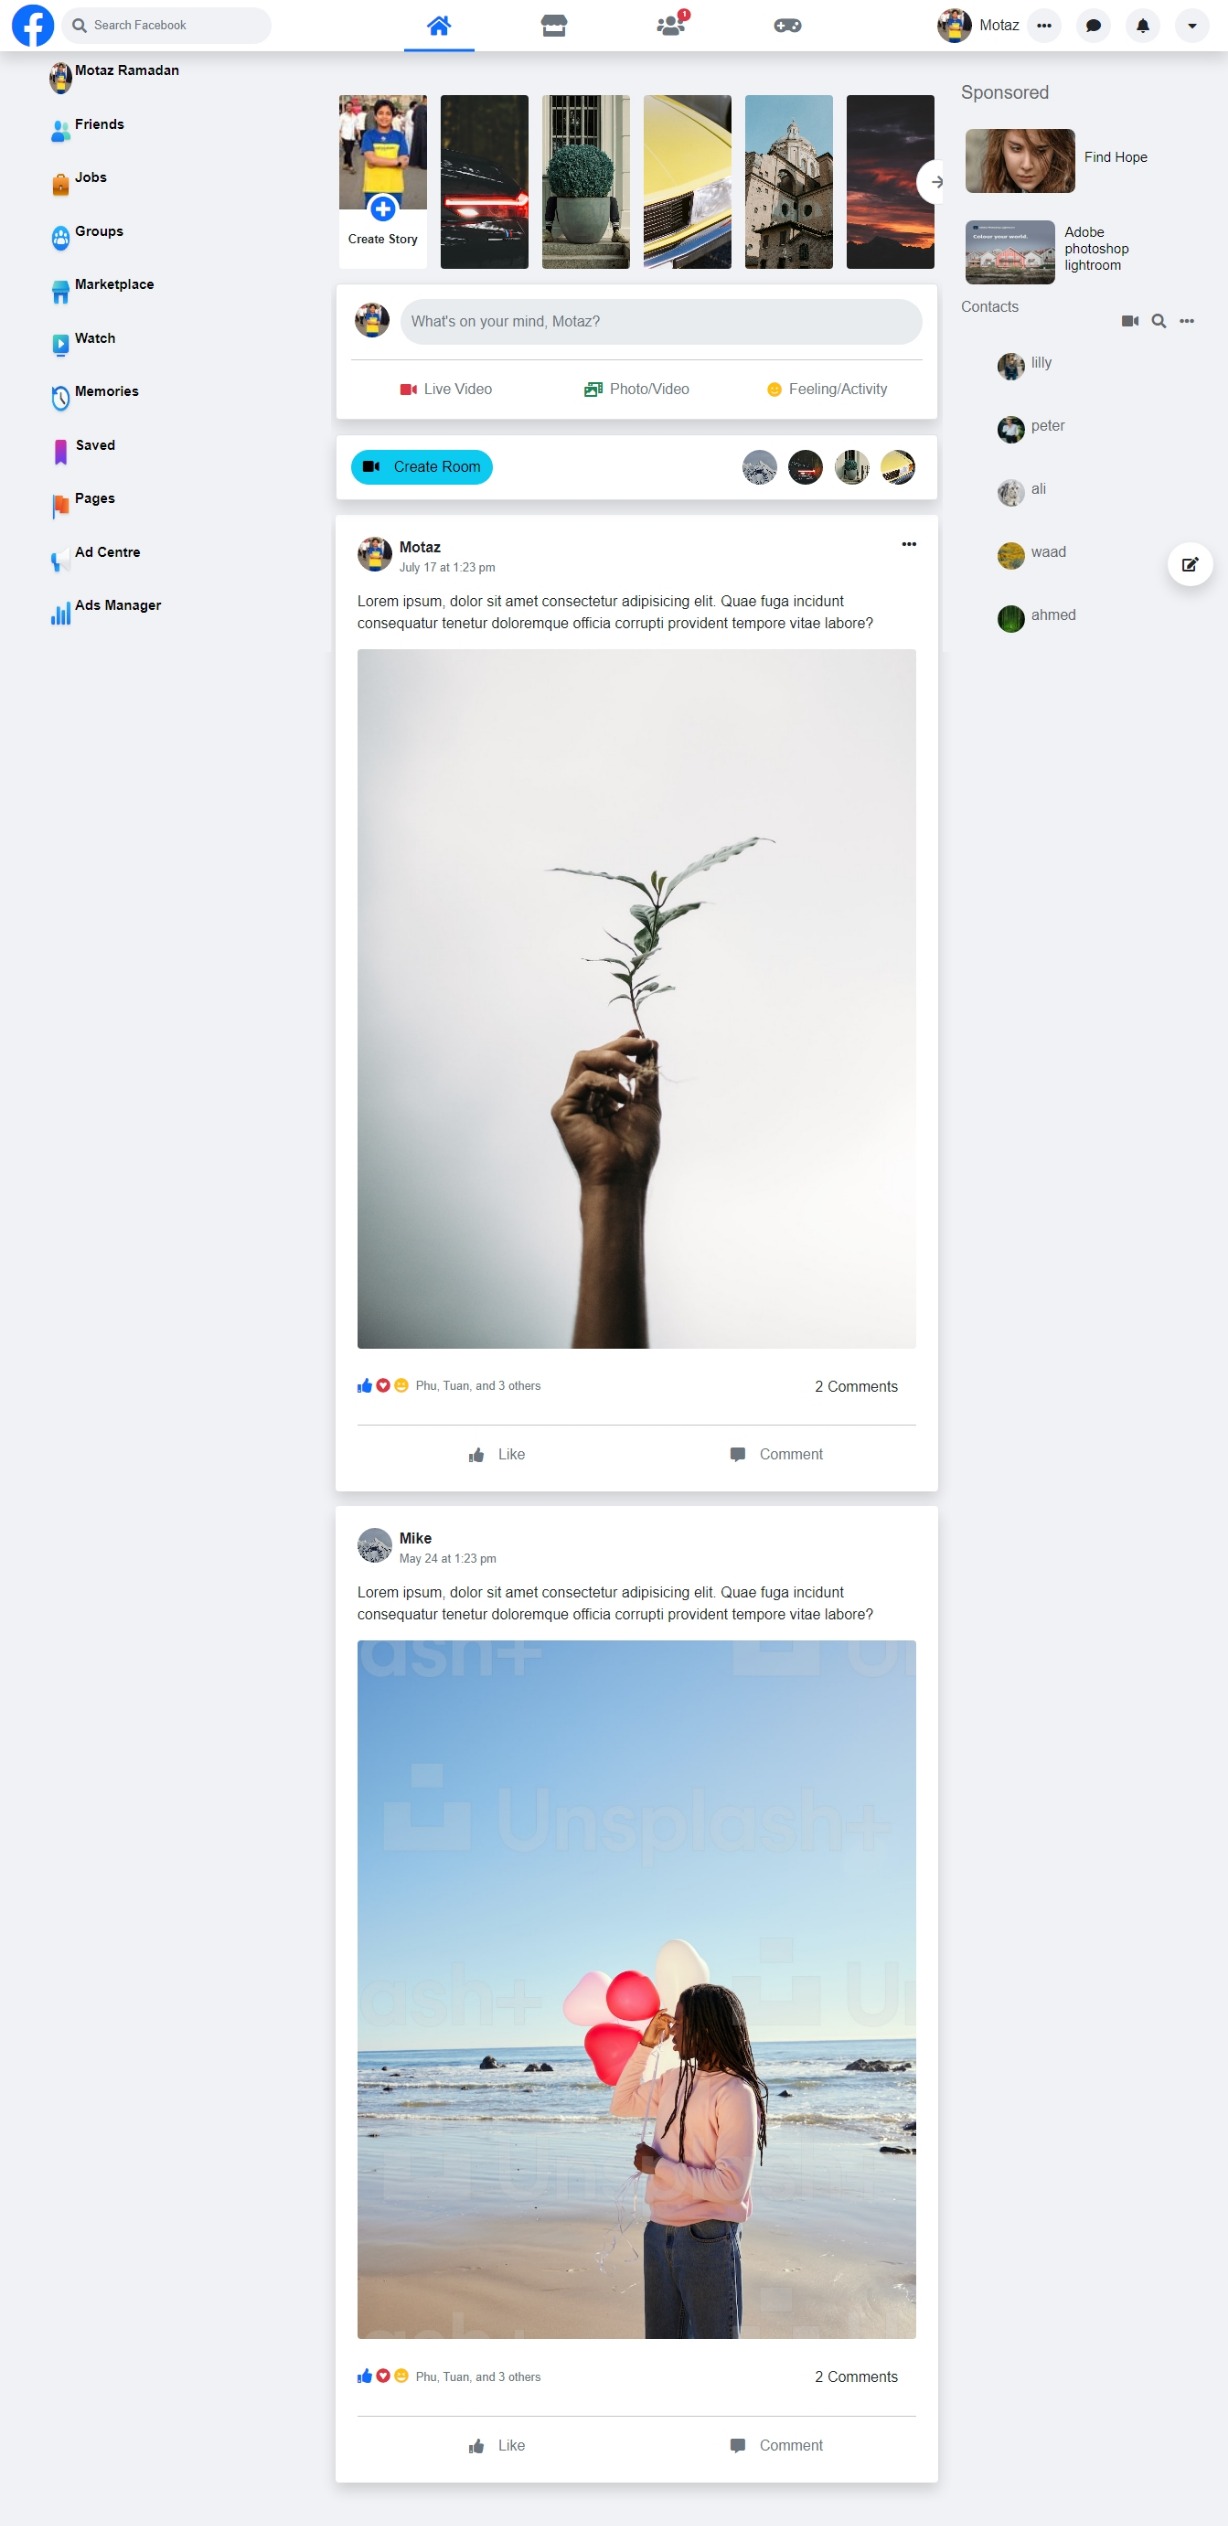 Search Facebook
1
Motaz
Motaz Ramadan
Friends
Jobs
Groups
Marketplace
Watch
Memories
Saved
Pages
Ad Centre
Ads Manager
Create Story
What's on your mind, Motaz?
Live Video
Photo/Video
Feeling/Activity
Create Room
Motaz
July 17 at 1:23 pm
Lorem ipsum, dolor sit amet consectetur adipisicing elit. Quae fuga incidunt
consequatur tenetur doloremque officia corrupti provident tempore vitae labore?
Phu, Tuan, and 3 others
2 Comments
Like
Comment
Mike
May 24 at 1:23 pm
Lorem ipsum, dolor sit amet consectetur adipisicing elit. Quae fuga incidunt
consequatur tenetur doloremque officia corrupti provident tempore vitae labore?
ash+
Unsplash+
ash+
Phu, Tuan, and 3 others
2 Comments
Like
Comment
Sponsored
Find Hope
Colour your world.
Adobe
photoshop
lightroom
Contacts
lilly
peter
ali
waad
ahmed